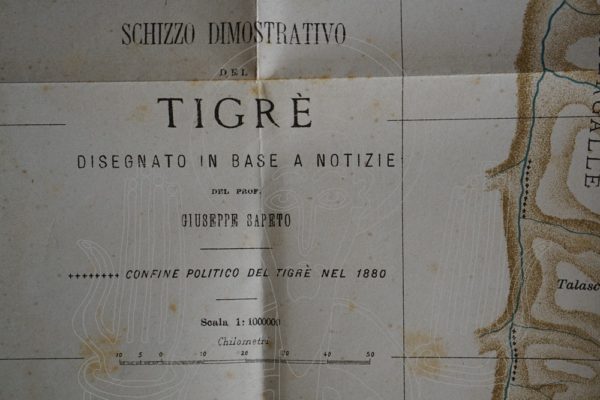 SCHIZZO DIMOSTRATIVO
DEL
TIGRÈ
DISEGNATO IN BASE A NOTIZIE
DEL PROF.
GIUSEPPE SAPETO
++++++++ CONFINE POLITICO DEL TIGRÈ NEL 1880
Scala 1:1000000
Chilometri
10 5 0 10 20 30 40 50
GALLE
Talasc